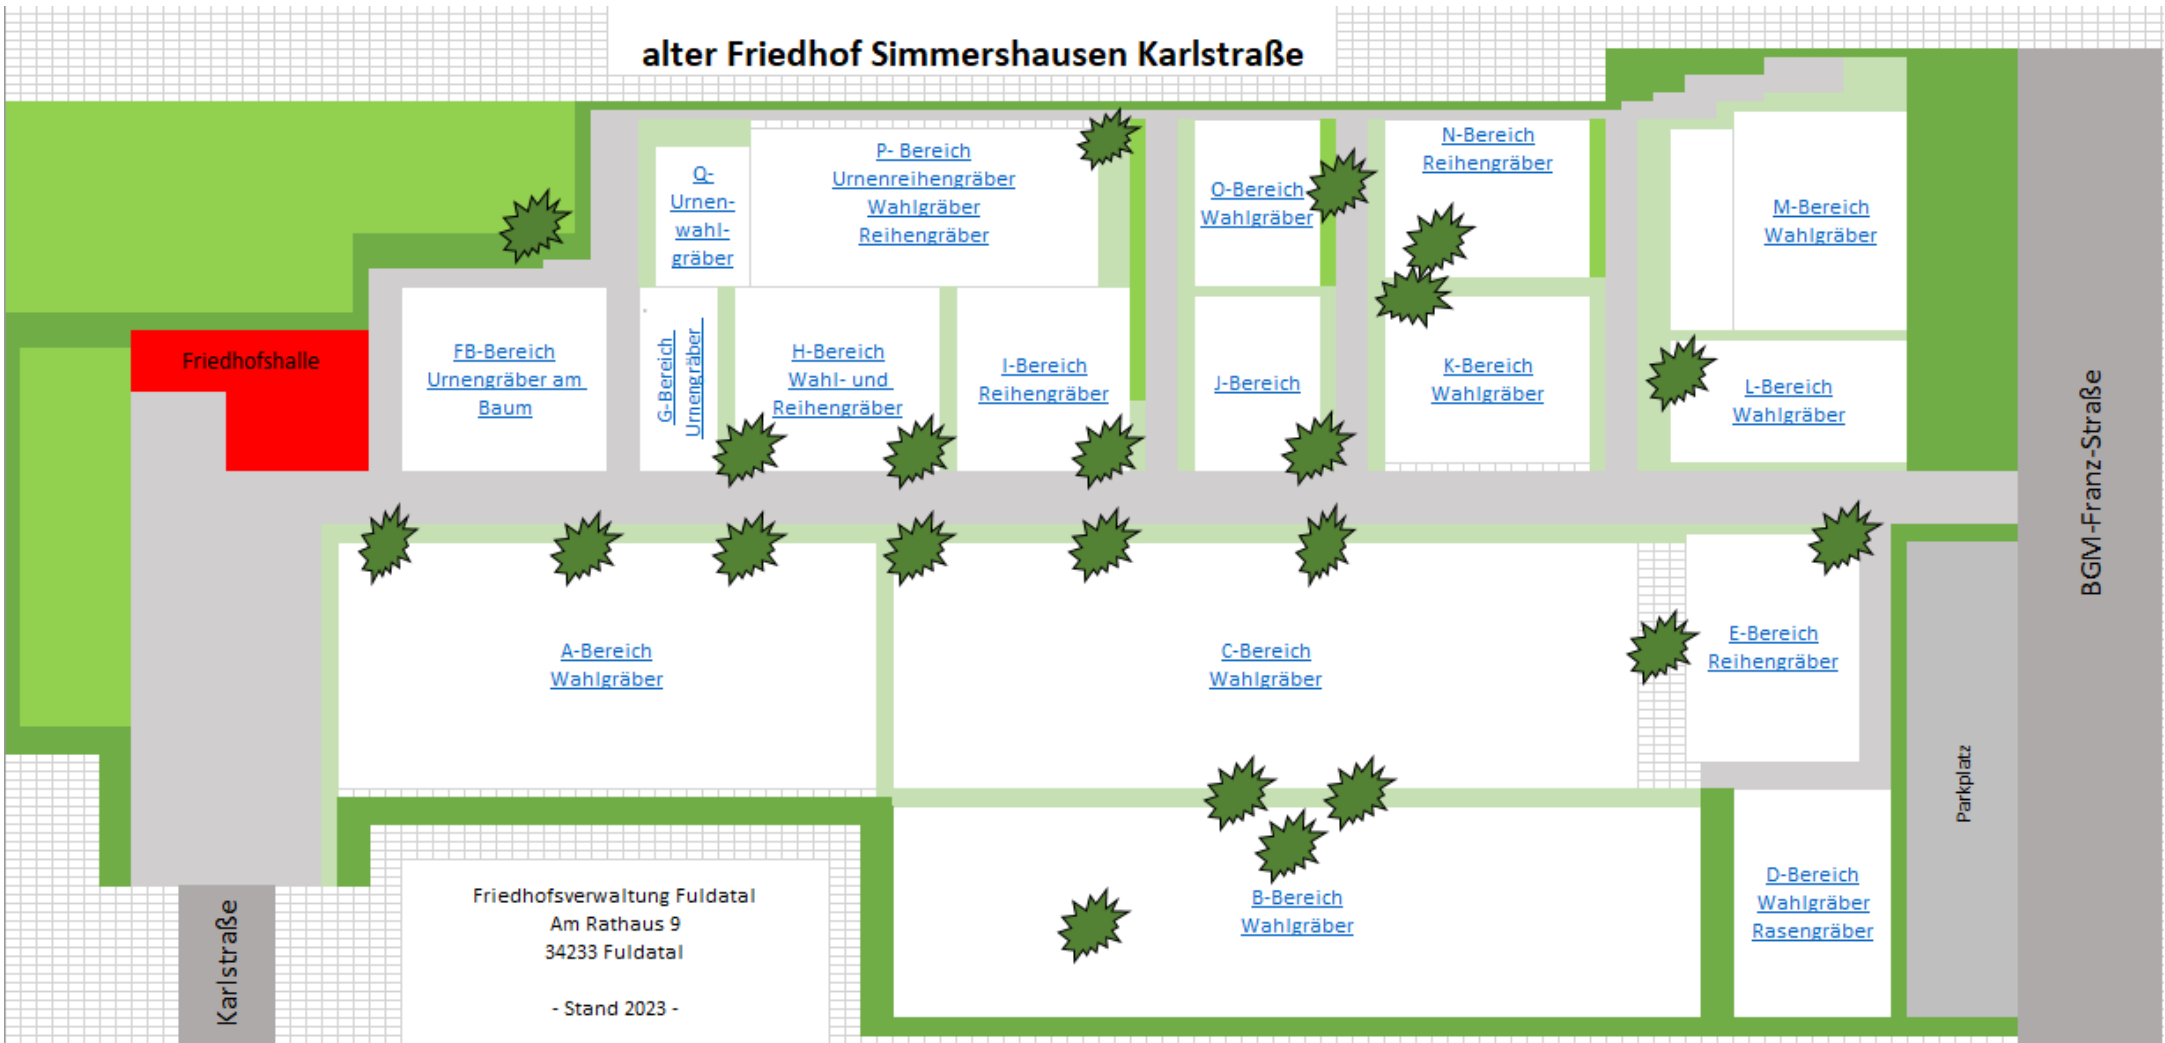 alter Friedhof Simmershausen Karlstraße
Q-
Urnen-
wahl-
gräber
P- Bereich
Urnenreihengräber
Wahlgräber
Reihengräber
O-Bereich
Wahlgräber
N-Bereich
Reihengräber
M-Bereich
Wahlgräber
Friedhofshalle
FB-Bereich
Urnengräber am
Baum
G-Bereich
Urnengräber
H-Bereich
Wahl- und
Reihengräber
I-Bereich
Reihengräber
J-Bereich
K-Bereich
Wahlgräber
L-Bereich
Wahlgräber
BGM-Franz-Straße
A-Bereich
Wahlgräber
C-Bereich
Wahlgräber
E-Bereich
Reihengräber
Parkplatz
B-Bereich
Wahlgräber
D-Bereich
Wahlgräber
Rasengräber
Karlstraße
Friedhofsverwaltung Fuldatal
Am Rathaus 9
34233 Fuldatal
- Stand 2023 -